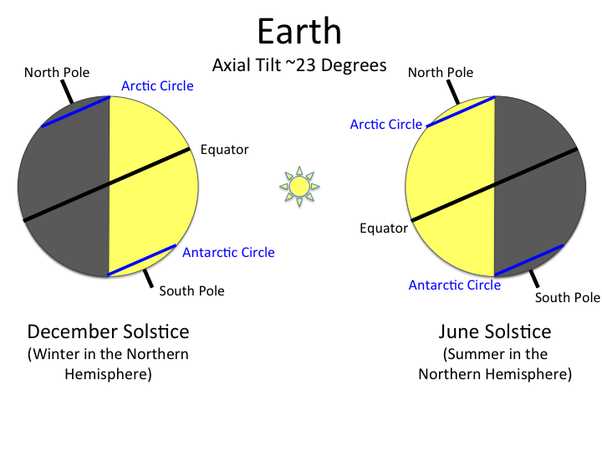 Earth
Axial Tilt ~23 Degrees
North Pole
Arctic Circle
Equator
Antarctic Circle
South Pole
December Solstice
(Winter in the Northern
Hemisphere)
North Pole
Arctic Circle
Equator
Antarctic Circle
South Pole
June Solstice
(Summer in the
Northern Hemisphere)